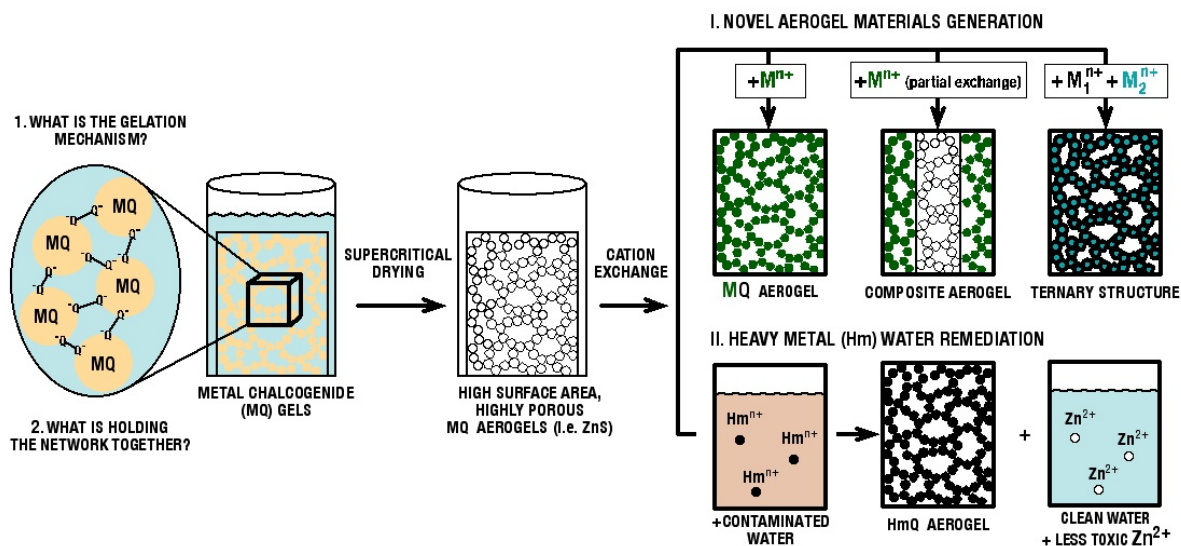 1. WHAT IS THE GELATION
MECHANISM?
MQ
-Q
Q-
MQ
-Q
Q-
Q-
-Q
Q-
MQ
Q-
-Q
MQ
-Q
Q-
Q-
-Q
Q-
MQ
2. WHAT IS HOLDING
THE NETWORK TOGETHER?
METAL CHALCOGENIDE
(MQ) GELS
SUPERCRITICAL
DRYING
HIGH SURFACE AREA,
HIGHLY POROUS
MQ AEROGELS (I.e. ZnS)
CATION
EXCHANGE
I. NOVEL AEROGEL MATERIALS GENERATION
+Mⁿ⁺
+Mⁿ⁺ (partial exchange)
+ M₁ⁿ⁺ + M₂ⁿ⁺
MQ AEROGEL
COMPOSITE AEROGEL
TERNARY STRUCTURE
II. HEAVY METAL (Hm) WATER REMEDIATION
Hmⁿ⁺
Hmⁿ⁺
Hmⁿ⁺
+CONTAMINATED
WATER
HmQ AEROGEL
+
Zn²⁺
Zn²⁺
Zn²⁺
CLEAN WATER
+ LESS TOXIC Zn²⁺